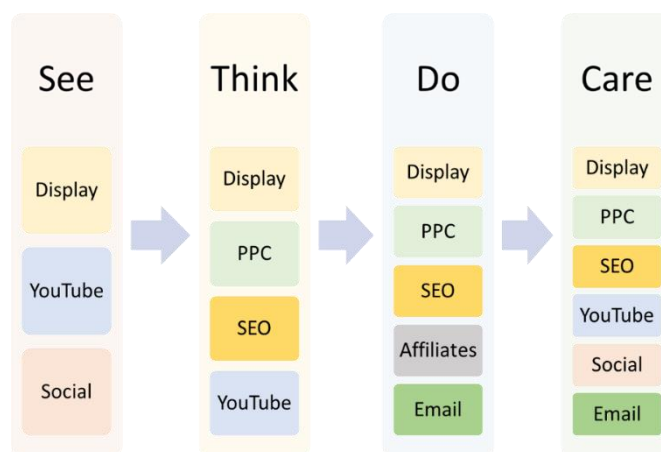 See
Display
YouTube
Social
Think
Display
PPC
SEO
YouTube
Do
Display
PPC
SEO
Affiliates
Email
Care
Display
PPC
SEO
YouTube
Social
Email